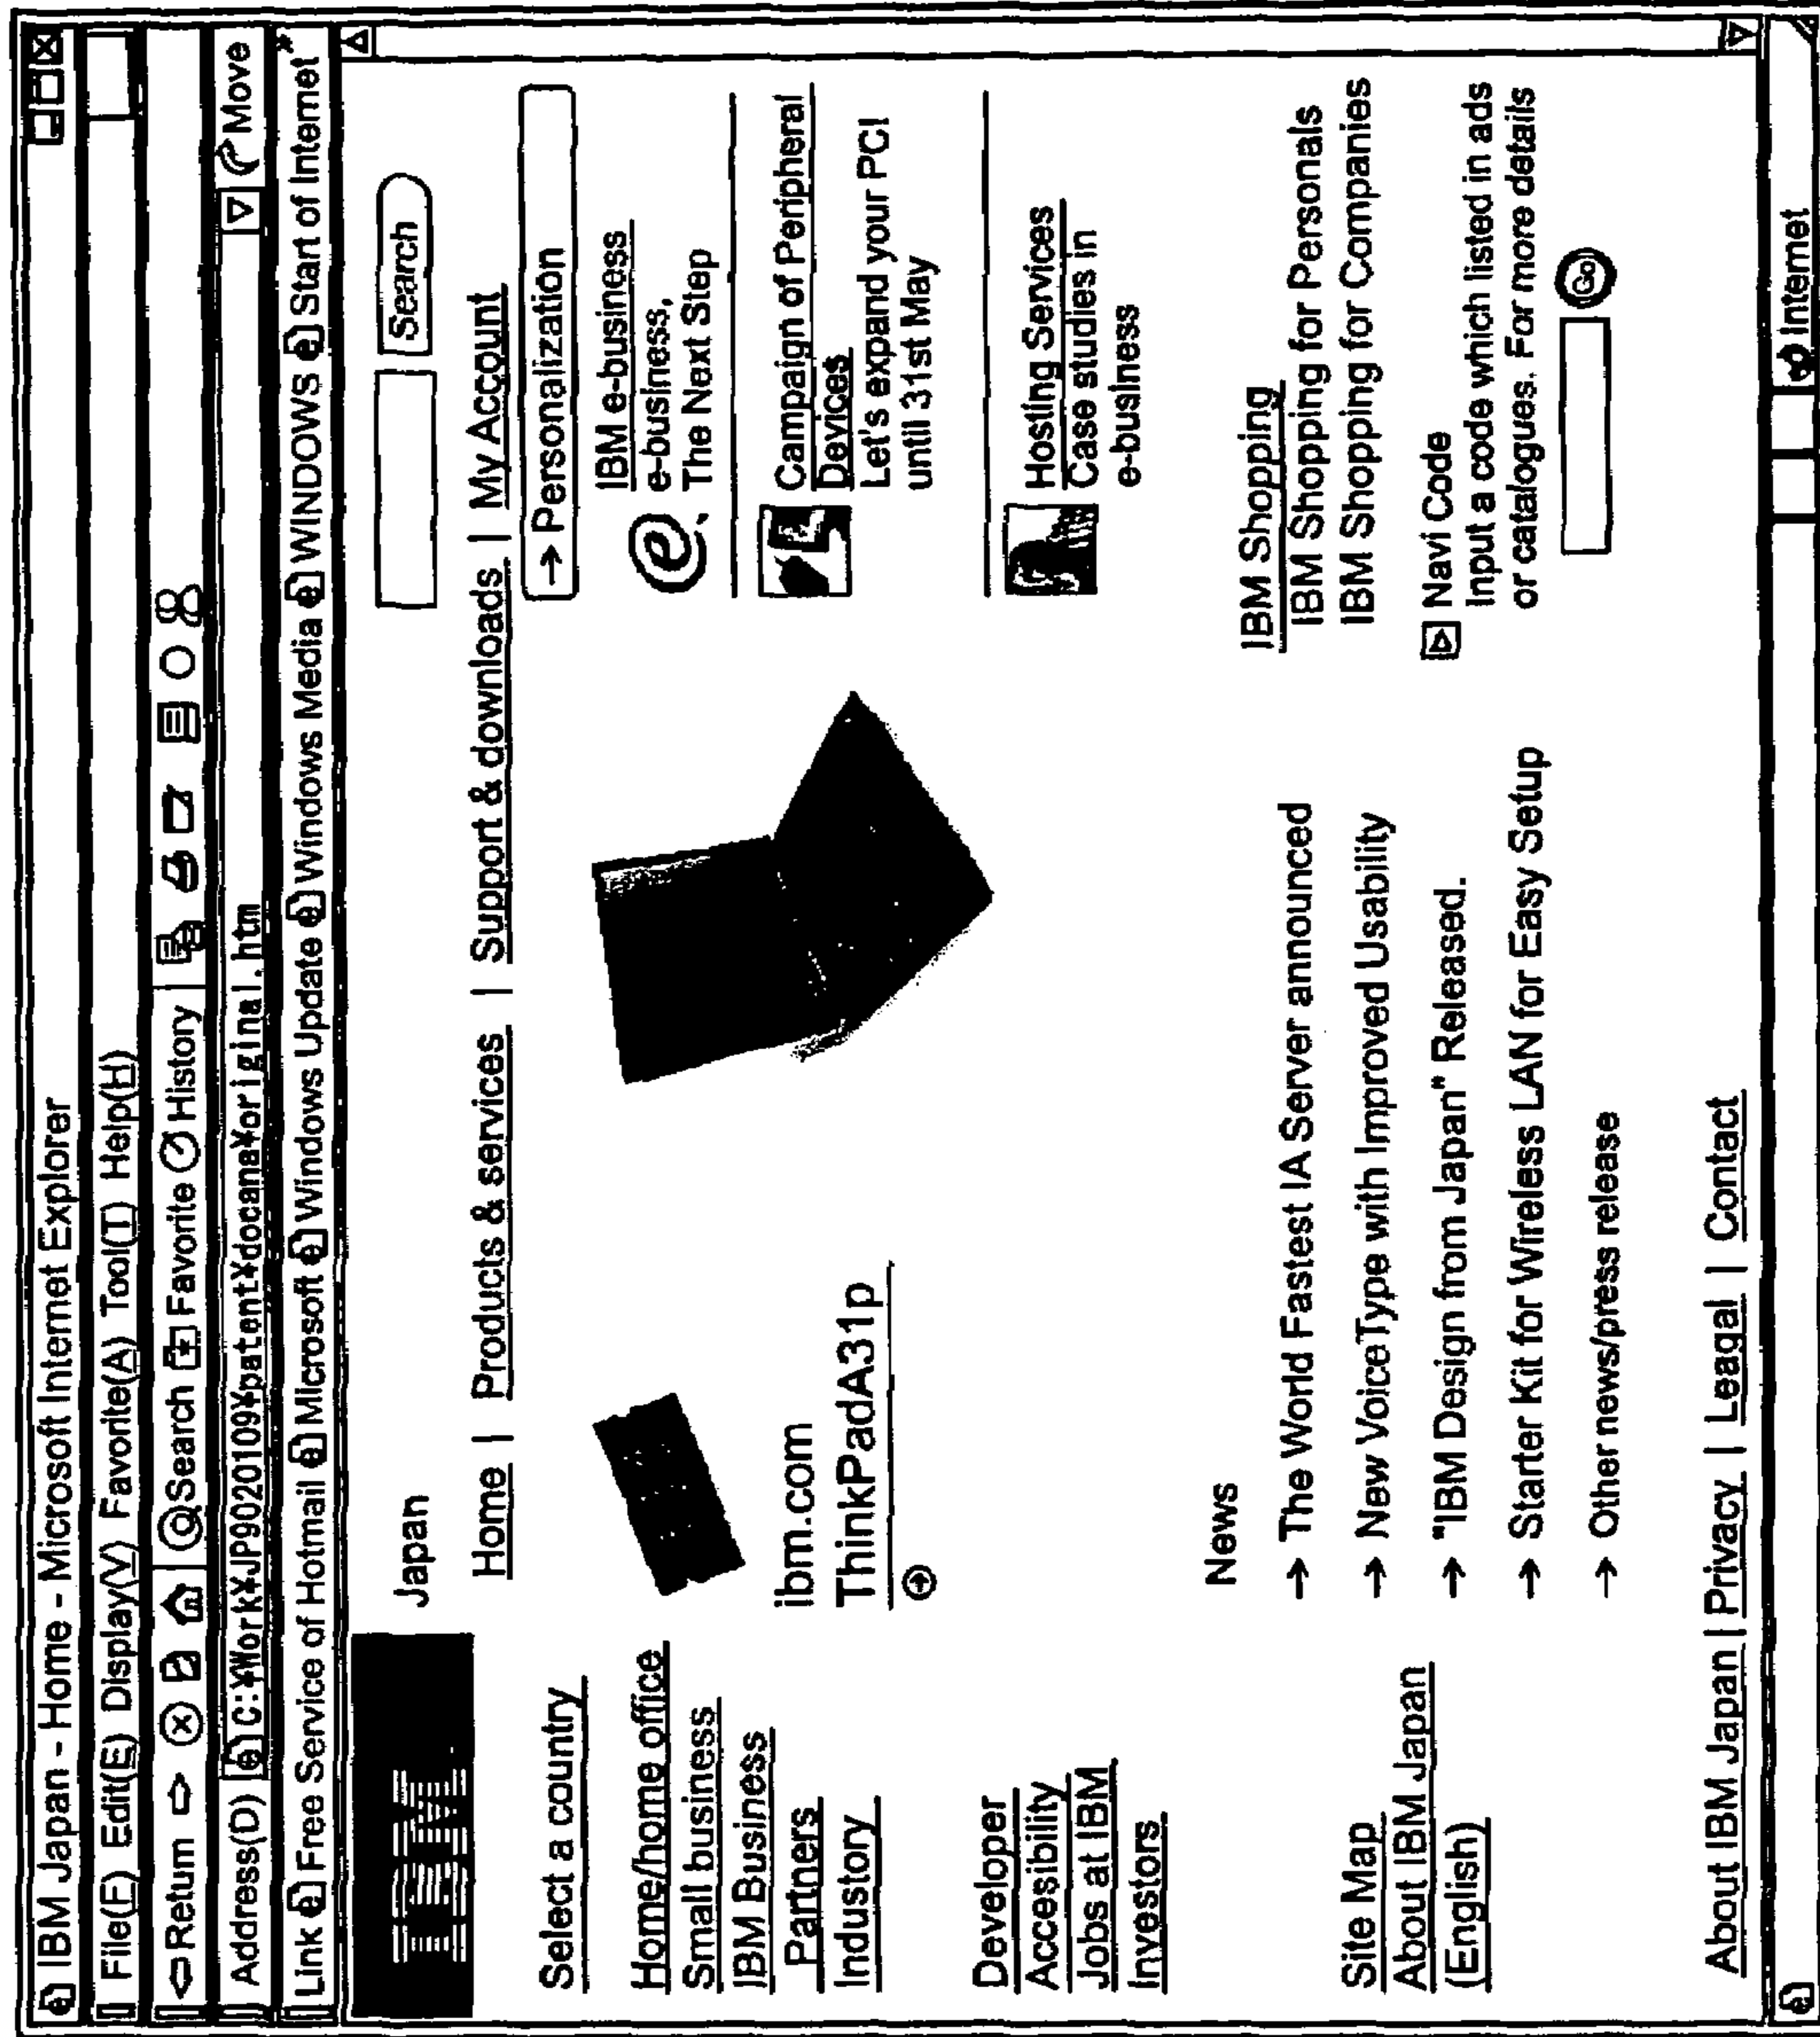 IBM Japan - Home - Microsoft Internet Explorer
File(F) Edit(E) Display(V) Favorite(A) Tool(T) Help(H)
Return Search Favorite History
Address(D) C:¥Work¥JP9020109¥patent¥docana¥original.htm Move
Link Free Service of Hotmail Microsoft Windows Update Windows Media WINDOWS Start of Internet »
IBM
Japan
Search
Home | Products & services | Support & downloads | My Account
Select a country
Home/home office
Small business
IBM Business
Partners
Industory
Developer
Accessibility
Jobs at IBM
Investors
Site Map
About IBM Japan
(English)
ibm.com
ThinkPadA31p
→ Personalization
IBM e-business
e-business,
The Next Step
Campaign of Peripheral
Devices
Let's expand your PC!
until 31st May
Hosting Services
Case studies in
e-business
News
→ The World Fastest IA Server announced
→ New VoiceType with Improved Usability
→ "IBM Design from Japan" Released.
→ Starter Kit for Wireless LAN for Easy Setup
→ Other news/press release
IBM Shopping
IBM Shopping for Personals
IBM Shopping for Companies
Navi Code
Input a code which listed in ads
or catalogues. For more details
Go
About IBM Japan | Privacy | Leagal | Contact
Internet